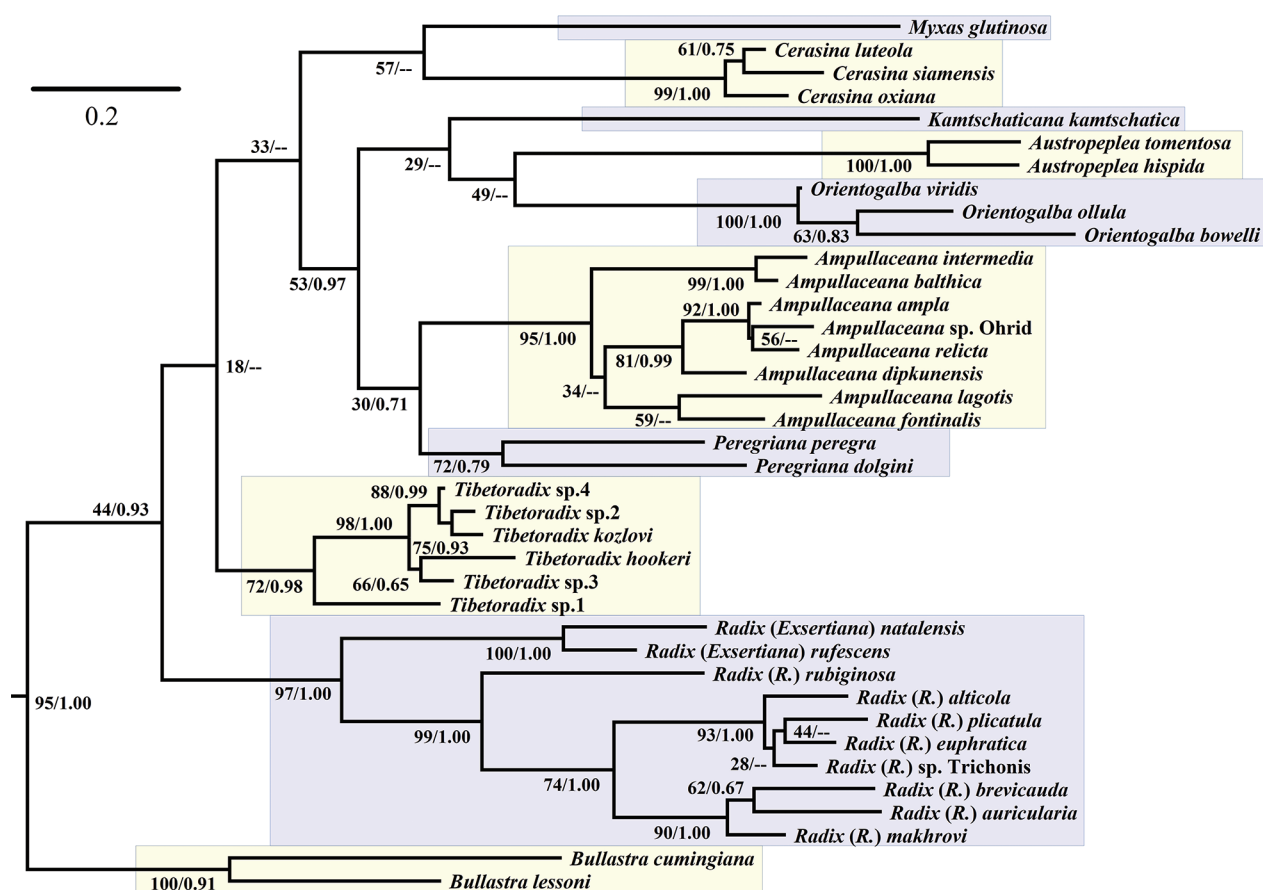 Myxas glutinosa
61/0.75
Cerasina luteola
57/--
Cerasina siamensis
99/1.00
Cerasina oxiana
0.2
Kamtschaticana kamtschatica
33/--
Austropeplea tomentosa
29/--
100/1.00
Austropeplea hispida
49/--
Orientogalba viridis
100/1.00
Orientogalba ollula
63/0.83
Orientogalba bowelli
Ampullaceana intermedia
53/0.97
99/1.00
Ampullaceana balthica
92/1.00
Ampullaceana ampla
95/1.00
Ampullaceana sp. Ohrid
56/--
Ampullaceana relicta
18/--
81/0.99
Ampullaceana dipkunensis
34/--
30/0.71
Ampullaceana lagotis
59/--
Ampullaceana fontinalis
Peregriana peregra
72/0.79
Peregriana dolgini
88/0.99
Tibetoradix sp.4
44/0.93
98/1.00
Tibetoradix sp.2
Tibetoradix kozlovi
75/0.93
Tibetoradix hookeri
72/0.98
66/0.65
Tibetoradix sp.3
Tibetoradix sp.1
Radix (Exsertiana) natalensis
100/1.00
Radix (Exsertiana) rufescens
97/1.00
Radix (R.) rubiginosa
95/1.00
Radix (R.) alticola
99/1.00
93/1.00
Radix (R.) plicatula
44/--
Radix (R.) euphratica
28/--
Radix (R.) sp. Trichonis
74/1.00
62/0.67
Radix (R.) brevicauda
Radix (R.) auricularia
90/1.00
Radix (R.) makhrovi
Bullastra cumingiana
100/0.91
Bullastra lessoni